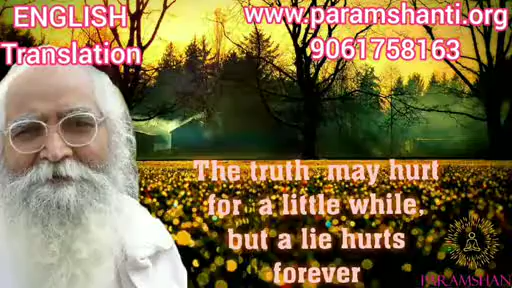 ENGLISH
Translation
www.paramshanti.org
9061758163
The truth may hurt
for a little while,
but a lie hurts
forever
PARAMSHAN